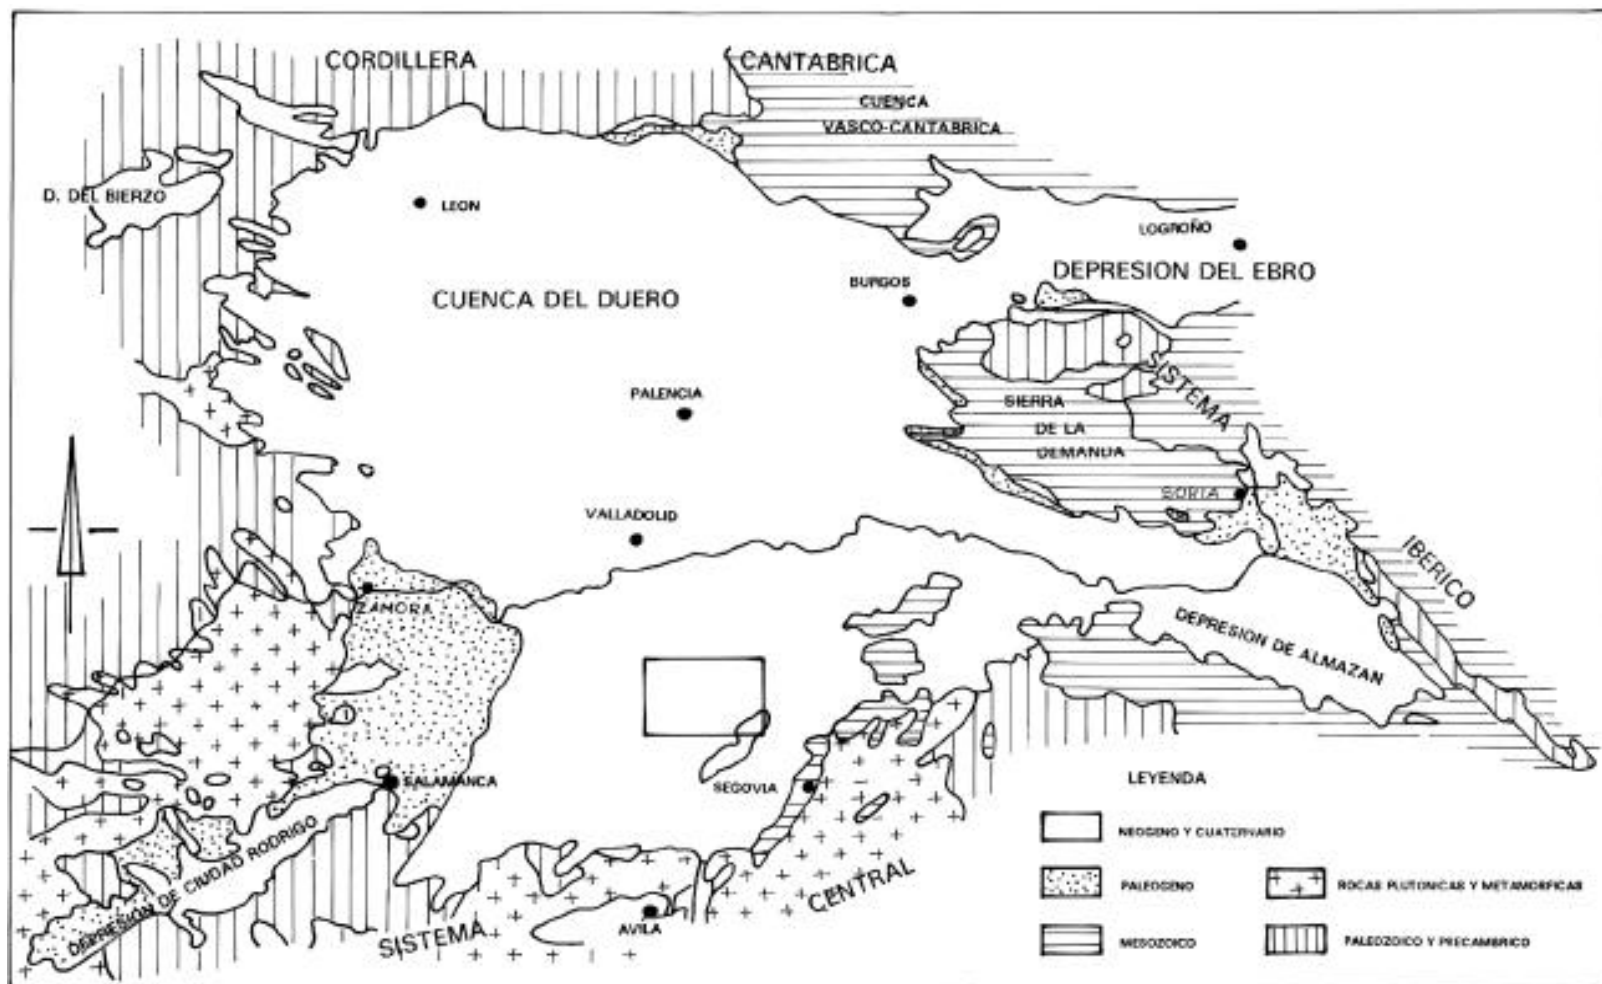 CORDILLERA CANTABRICA
CUENCA
VASCO-CANTABRICA
D. DEL BIERZO
LEON
LOGROÑO
DEPRESION DEL EBRO
CUENCA DEL DUERO
BURGOS
SISTEMA
PALENCIA
SIERRA
DE LA
DEMANDA
SORIA
VALLADOLID
IBERICO
ZAMORA
DEPRESION DE ALMAZAN
SALAMANCA
SEGOVIA
DEPRESION DE CIUDAD RODRIGO
SISTEMA
CENTRAL
AVILA
LEYENDA
NEOGENO Y CUATERNARIO
PALEOGENO
ROCAS PLUTONICAS Y METAMORFICAS
MESOZOICO
PALEOZOICO Y PRECAMBRICO